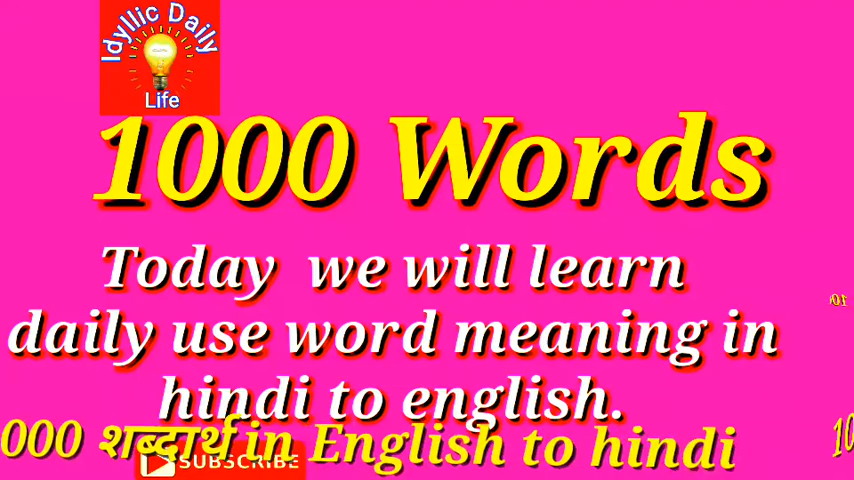 Idyllic Daily
Life
1000 Words
Today we will learn
daily use word meaning in
hindi to english.
000 शब्दार्थ in English to hindi
SUBSCRIBE